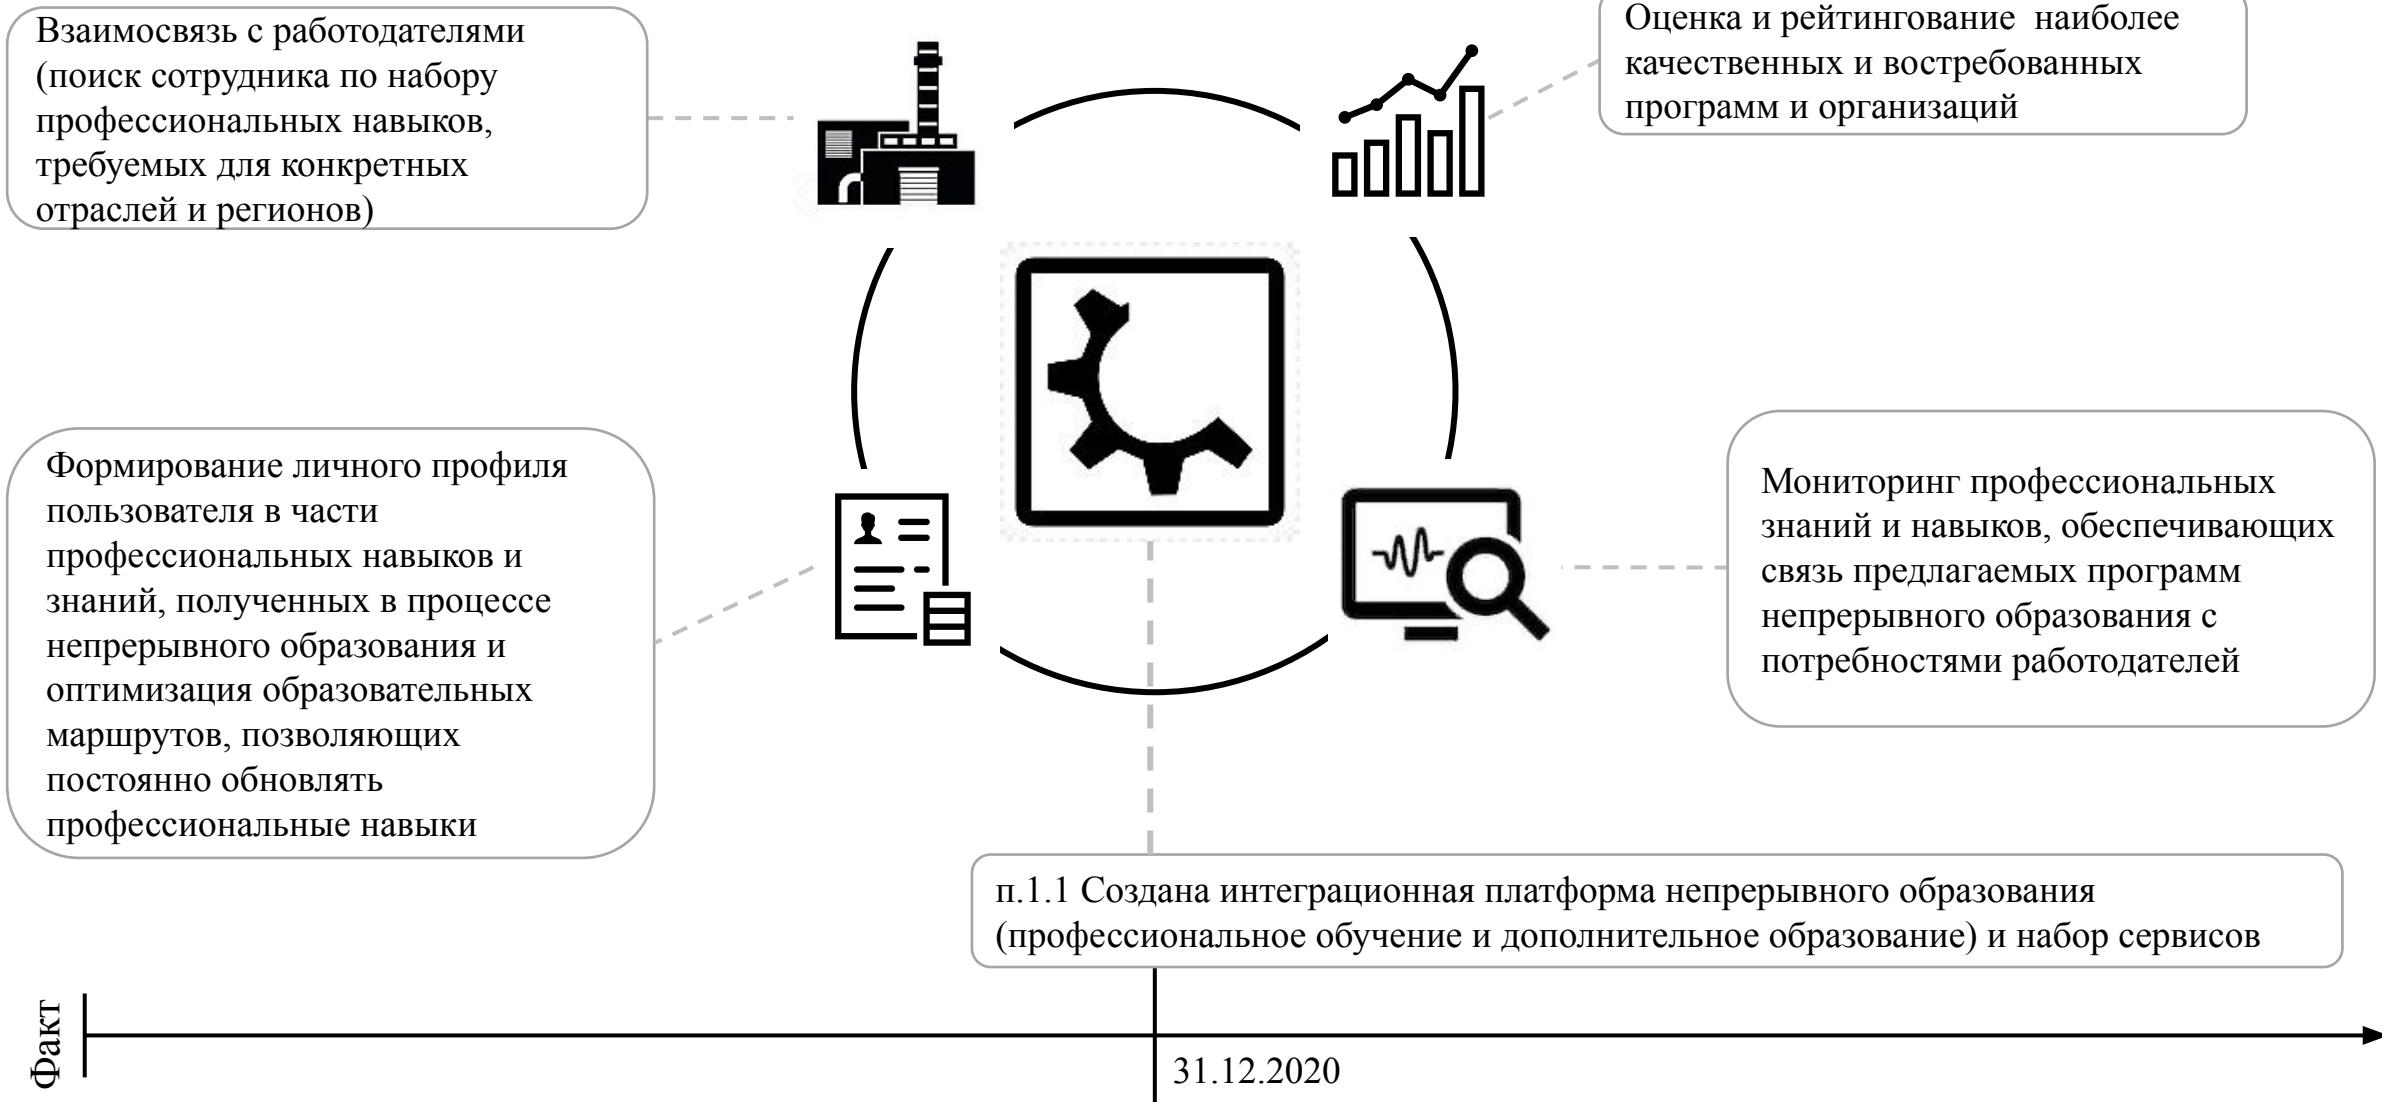 Взаимосвязь с работодателями
(поиск сотрудника по набору
профессиональных навыков,
требуемых для конкретных
отраслей и регионов)
Оценка и рейтингование наиболее
качественных и востребованных
программ и организаций
Формирование личного профиля
пользователя в части
профессиональных навыков и
знаний, полученных в процессе
непрерывного образования и
оптимизация образовательных
маршрутов, позволяющих
постоянно обновлять
профессиональные навыки
Мониторинг профессиональных
знаний и навыков, обеспечивающих
связь предлагаемых программ
непрерывного образования с
потребностями работодателей
п.1.1 Создана интеграционная платформа непрерывного образования
(профессиональное обучение и дополнительное образование) и набор сервисов
Факт
31.12.2020